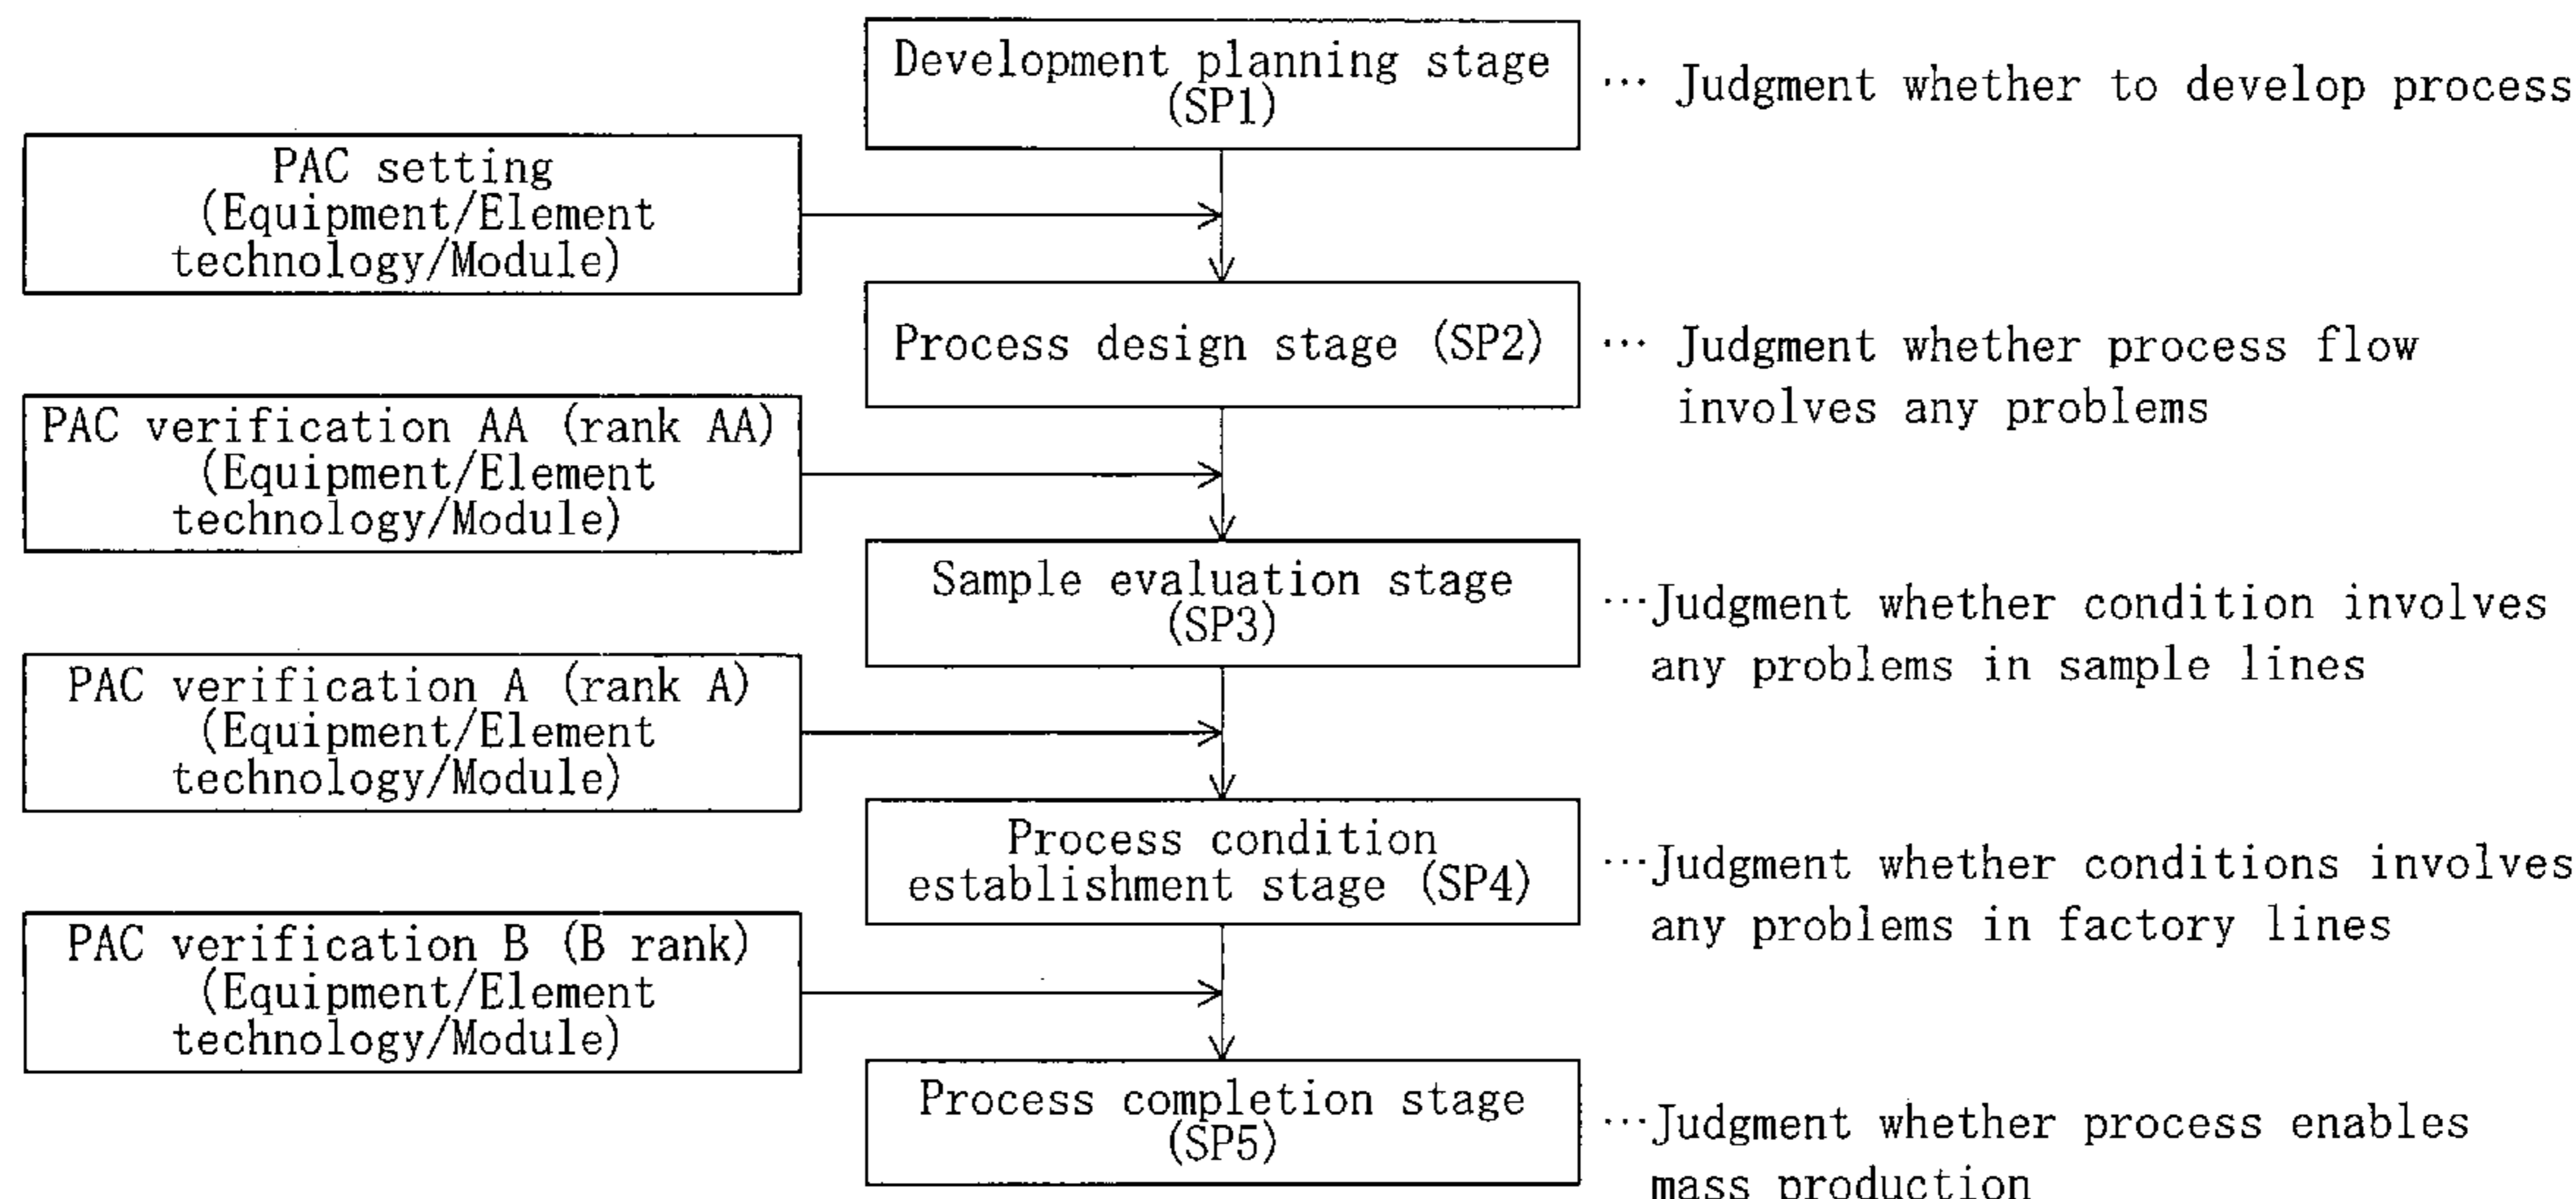 Development planning stage
(SP1)
··· Judgment whether to develop process
PAC setting
(Equipment/Element
technology/Module)
Process design stage (SP2)
··· Judgment whether process flow
involves any problems
PAC verification AA (rank AA)
(Equipment/Element
technology/Module)
Sample evaluation stage
(SP3)
···Judgment whether condition involves
any problems in sample lines
PAC verification A (rank A)
(Equipment/Element
technology/Module)
Process condition
establishment stage (SP4)
···Judgment whether conditions involves
any problems in factory lines
PAC verification B (B rank)
(Equipment/Element
technology/Module)
Process completion stage
(SP5)
···Judgment whether process enables
mass production